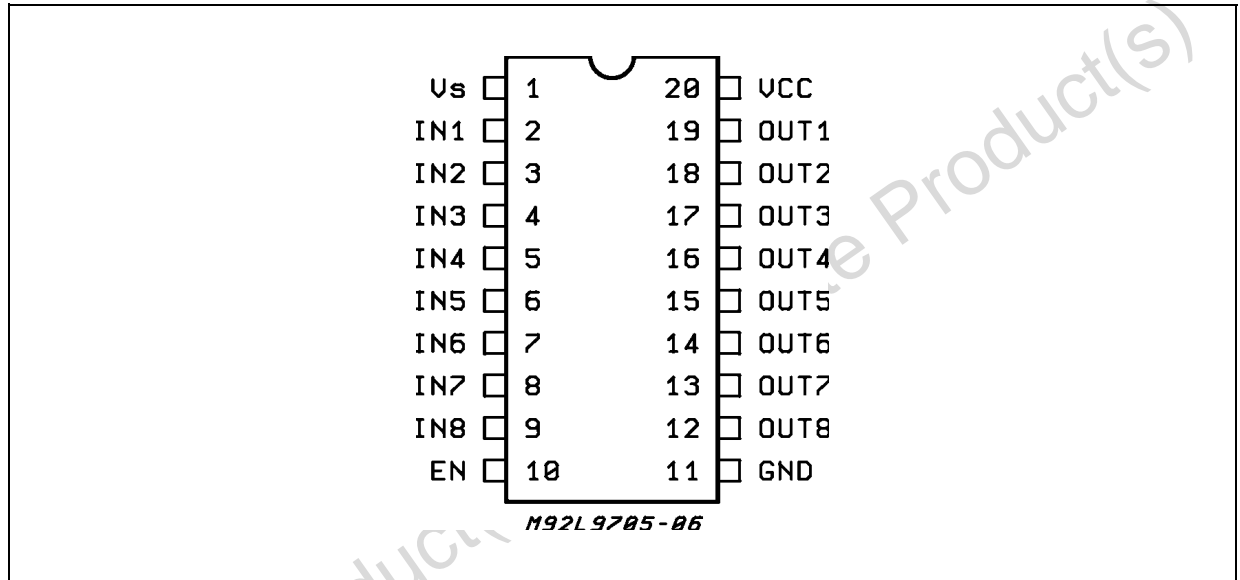 Vs 1 20 VCC
IN1 2 19 OUT1
IN2 3 18 OUT2
IN3 4 17 OUT3
IN4 5 16 OUT4
IN5 6 15 OUT5
IN6 7 14 OUT6
IN7 8 13 OUT7
IN8 9 12 OUT8
EN 10 11 GND
M92L9705-06
Product(s)